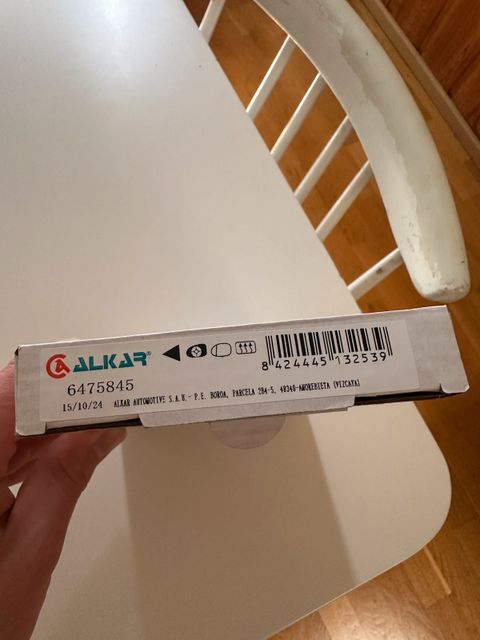 ALKAR®
8 424445 132539
6475845
15/10/24 ALKAR AUTOMOTIVE S.A.U. - P.E. BOROA, PARCELA 2B4-5, 48340-AMOREBIETA (VIZCAYA)